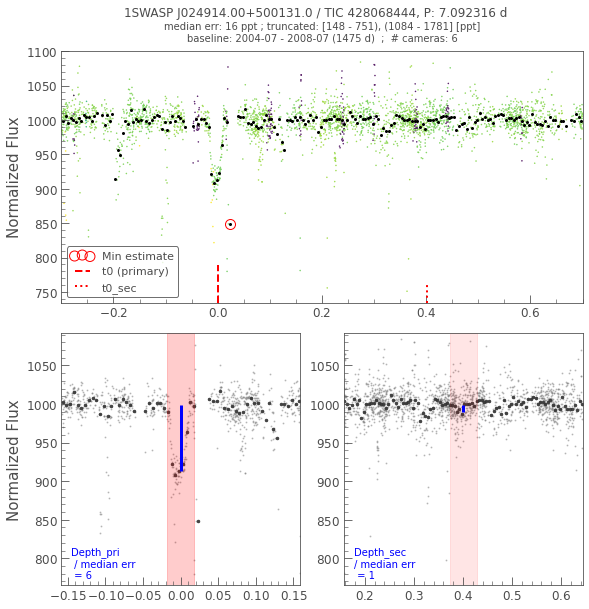 1SWASP J024914.00+500131.0 / TIC 428068444, P: 7.092316 d
median err: 16 ppt ; truncated: [148 - 751), (1084 - 1781] [ppt]
baseline: 2004-07 - 2008-07 (1475 d)  ;  # cameras: 6
Normalized Flux
1100
1050
1000
950
900
850
800
750
Min estimate
t0 (primary)
t0_sec
−0.2 0.0 0.2 0.4 0.6
Normalized Flux
1050
1000
950
900
850
800
Depth_pri
/ median err
= 6
−0.15 −0.10 −0.05 0.00 0.05 0.10 0.15
1050
1000
950
900
850
800
Depth_sec
/ median err
= 1
0.2 0.3 0.4 0.5 0.6